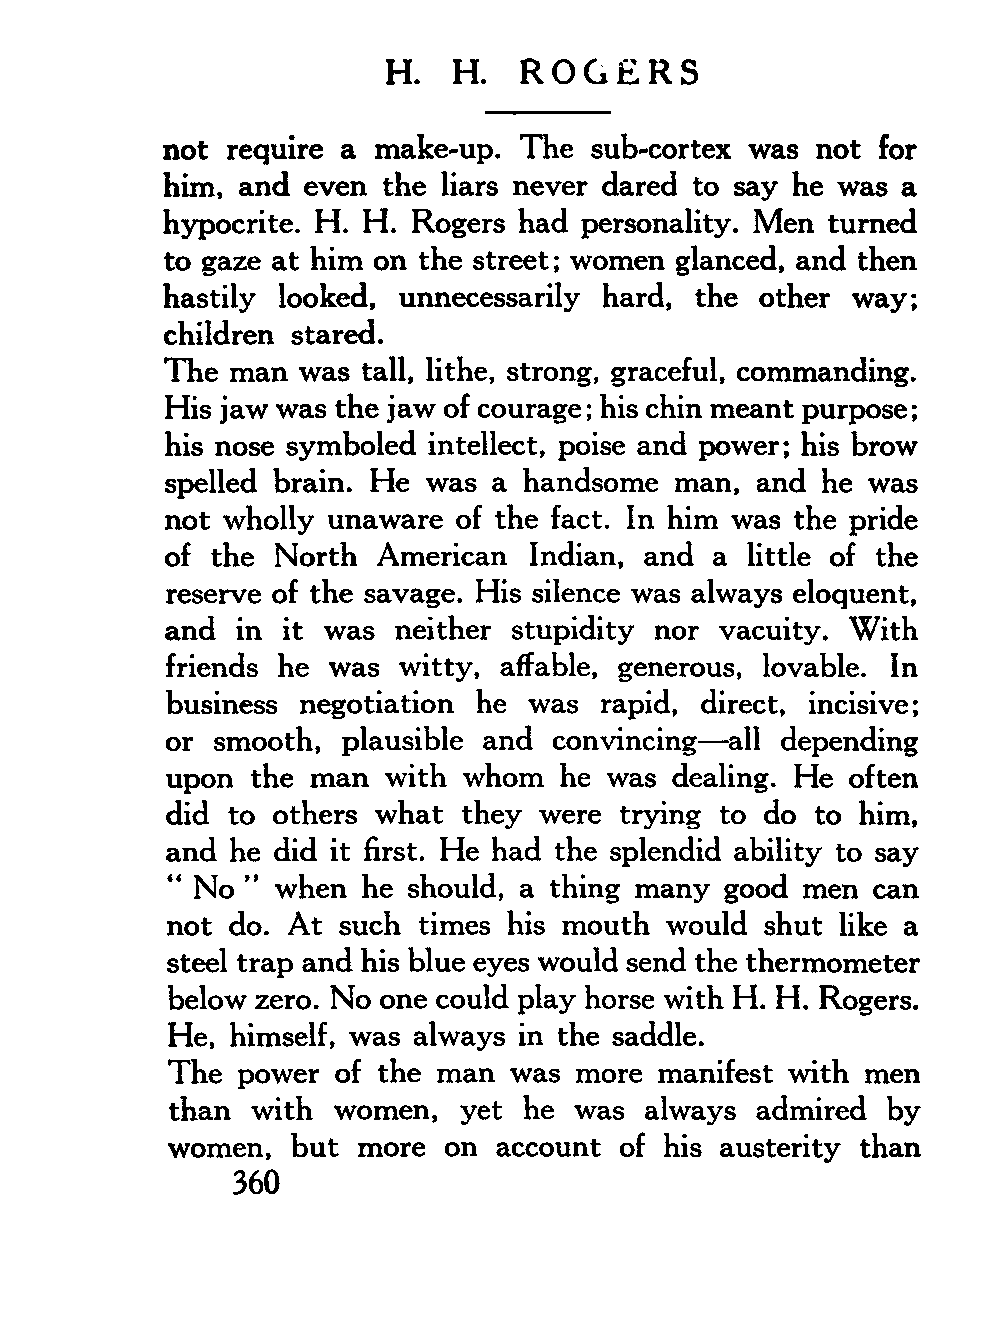 H. H. ROGERS
not require a make-up. The sub-cortex was not for
him, and even the liars never dared to say he was a
hypocrite. H. H. Rogers had personality. Men turned
to gaze at him on the street; women glanced, and then
hastily looked, unnecessarily hard, the other way;
children stared.
The man was tall, lithe, strong, graceful, commanding.
His jaw was the jaw of courage; his chin meant purpose;
his nose symboled intellect, poise and power; his brow
spelled brain. He was a handsome man, and he was
not wholly unaware of the fact. In him was the pride
of the North American Indian, and a little of the
reserve of the savage. His silence was always eloquent,
and in it was neither stupidity nor vacuity. With
friends he was witty, affable, generous, lovable. In
business negotiation he was rapid, direct, incisive;
or smooth, plausible and convincing—all depending
upon the man with whom he was dealing. He often
did to others what they were trying to do to him,
and he did it first. He had the splendid ability to say
“ No ” when he should, a thing many good men can
not do. At such times his mouth would shut like a
steel trap and his blue eyes would send the thermometer
below zero. No one could play horse with H. H. Rogers.
He, himself, was always in the saddle.
The power of the man was more manifest with men
than with women, yet he was always admired by
women, but more on account of his austerity than
360